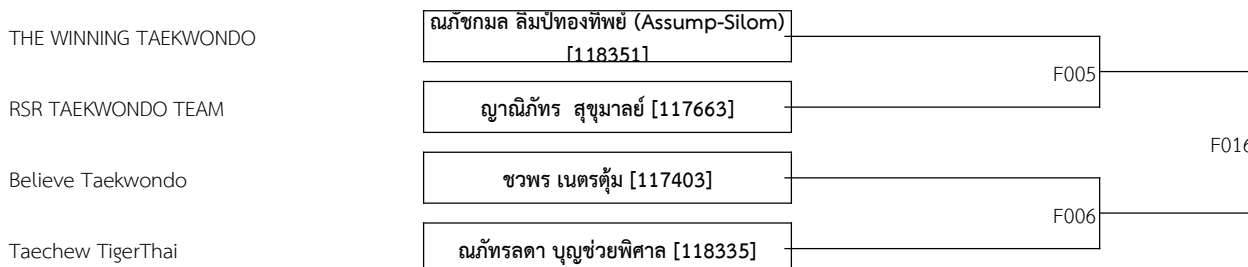 THE WINNING TAEKWONDO
ณภัชกมล ลิมป์ทองทิพย์ (Assump-Silom)
[118351]
F005
RSR TAEKWONDO TEAM
ญาณิภัทร สุขุมาลย์ [117663]
F016
Believe Taekwondo
ชวพร เนตรตุ้ม [117403]
F006
Taechew TigerThai
ณภัทรลดา บุญช่วยพิศาล [118335]